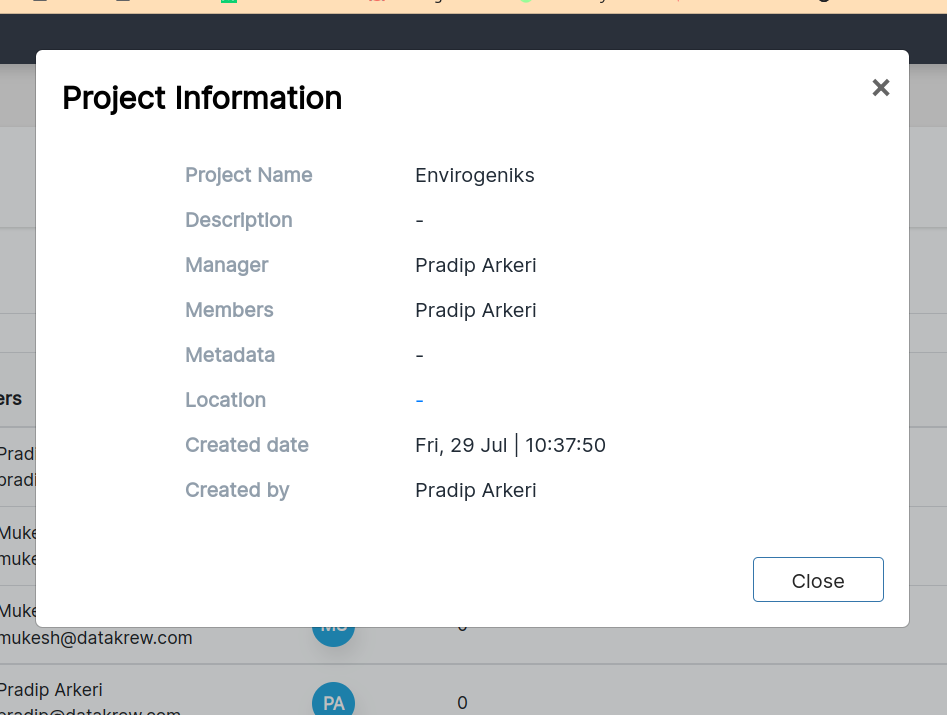 Project Information
×
Project Name Envirogeniks
Description -
Manager Pradip Arkeri
Members Pradip Arkeri
Metadata -
Location -
Created date Fri, 29 Jul | 10:37:50
Created by Pradip Arkeri
Close
ers
Prad
pradi
Muke
muke
Muke
mukesh@datakrew.com MS 0
Pradip Arkeri
PA 0
pradip@datakrew.com